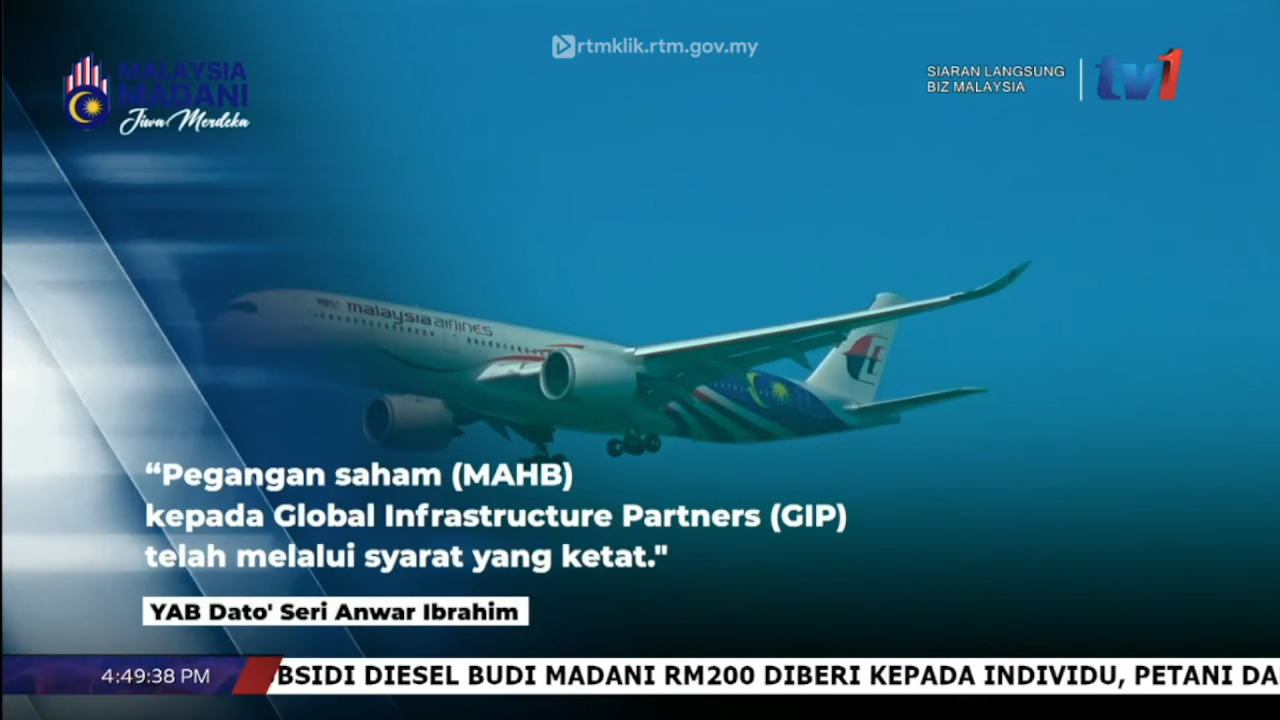 rtmklik.rtm.gov.my
MALAYSIA
MADANI
Jiwa Merdeka
SIARAN LANGSUNG
BIZ MALAYSIA
tv1
malaysia airlines
“Pegangan saham (MAHB)
kepada Global Infrastructure Partners (GIP)
telah melalui syarat yang ketat."
YAB Dato' Seri Anwar Ibrahim
4:49:38 PM
BSIDI DIESEL BUDI MADANI RM200 DIBERI KEPADA INDIVIDU, PETANI DA